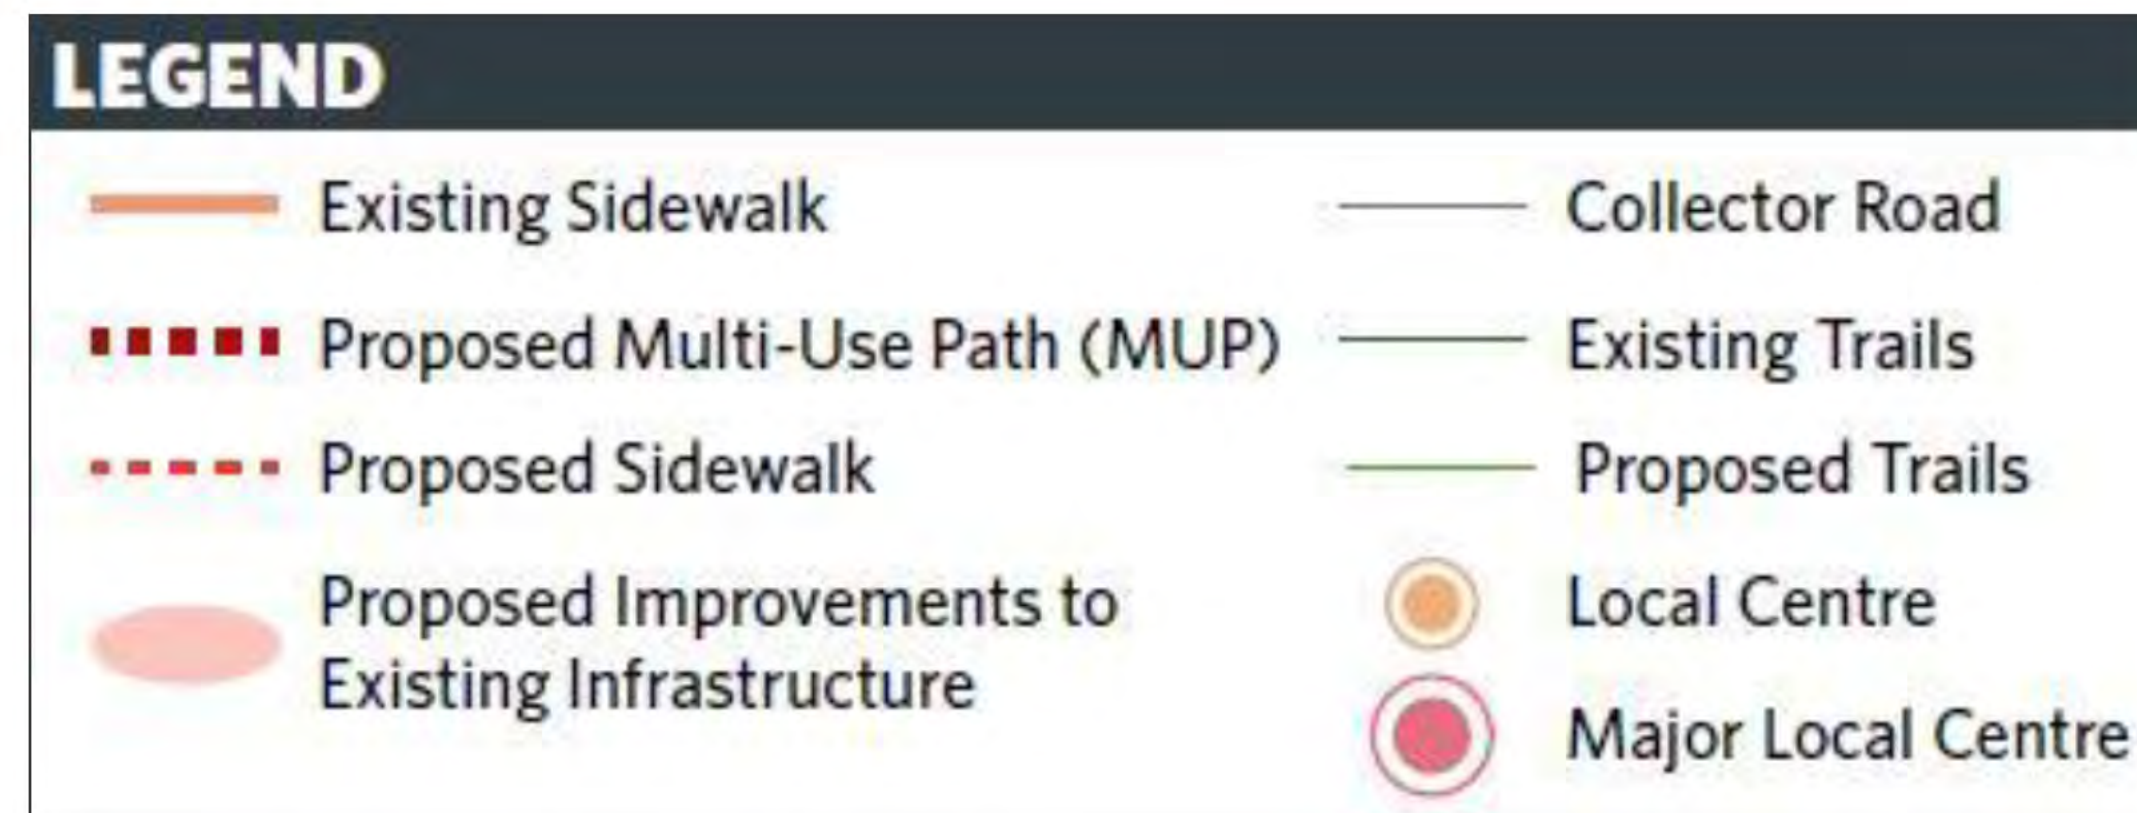 LEGEND
Existing Sidewalk
Proposed Multi-Use Path (MUP)
Proposed Sidewalk
Proposed Improvements to
Existing Infrastructure
Collector Road
Existing Trails
Proposed Trails
Local Centre
Major Local Centre